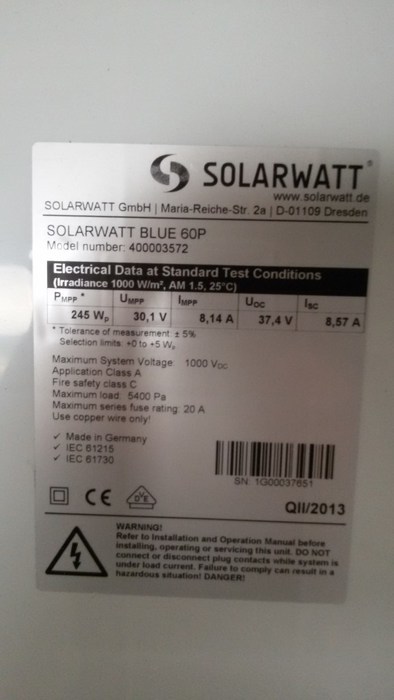 SOLARWATT®
www.solarwatt.de
SOLARWATT GmbH | Maria-Reiche-Str. 2a | D-01109 Dresden
SOLARWATT BLUE 60P
Model number: 400003572
Electrical Data at Standard Test Conditions
(Irradiance 1000 W/m², AM 1.5, 25°C)
PMPP * UMPP IMPP UOC ISC
245 Wp 30,1 V 8,14 A 37,4 V 8,57 A
* Tolerance of measurement ± 5%
Selection limits: +0 to +5 Wp
Maximum System Voltage: 1000 VDC
Application Class A
Fire safety class C
Maximum load: 5400 Pa
Maximum series fuse rating: 20 A
Use copper wire only!
✓ Made in Germany
✓ IEC 61215
✓ IEC 61730
SN: 1G00037651
CE
QII/2013
WARNING!
Refer to Installation and Operation Manual before
installing, operating or servicing this unit. DO NOT
connect or disconnect plug contacts while system is
under load current. Failure to comply can result in a
hazardous situation! DANGER!